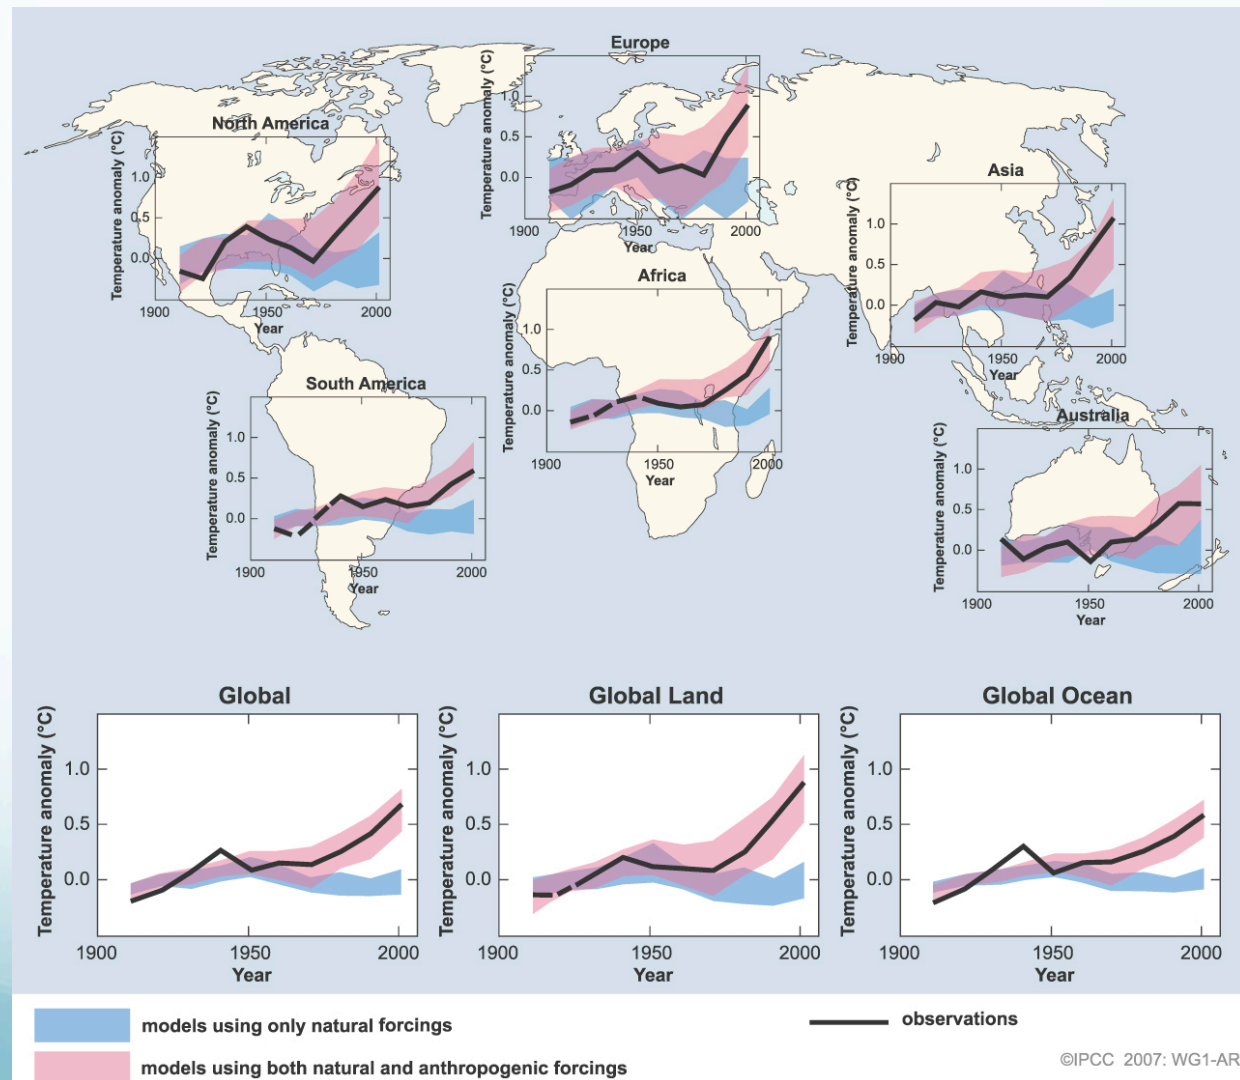 Europe
Temperature anomaly (°C)
1.0
0.5
0.0
1900
1950
2000
Year
North America
Temperature anomaly (°C)
1.0
0.5
0.0
1900
1950
2000
Year
Asia
Temperature anomaly (°C)
1.0
0.5
0.0
1900
1950
2000
Year
Africa
Temperature anomaly (°C)
1.0
0.5
0.0
1900
1950
2000
Year
South America
Temperature anomaly (°C)
1.0
0.5
0.0
1900
1950
2000
Year
Australia
Temperature anomaly (°C)
1.0
0.5
0.0
1900
1950
2000
Year
Global
Temperature anomaly (°C)
1.0
0.5
0.0
1900
1950
2000
Year
Global Land
Temperature anomaly (°C)
1.0
0.5
0.0
1900
1950
2000
Year
Global Ocean
Temperature anomaly (°C)
1.0
0.5
0.0
1900
1950
2000
Year
models using only natural forcings
observations
models using both natural and anthropogenic forcings
©IPCC 2007: WG1-AR